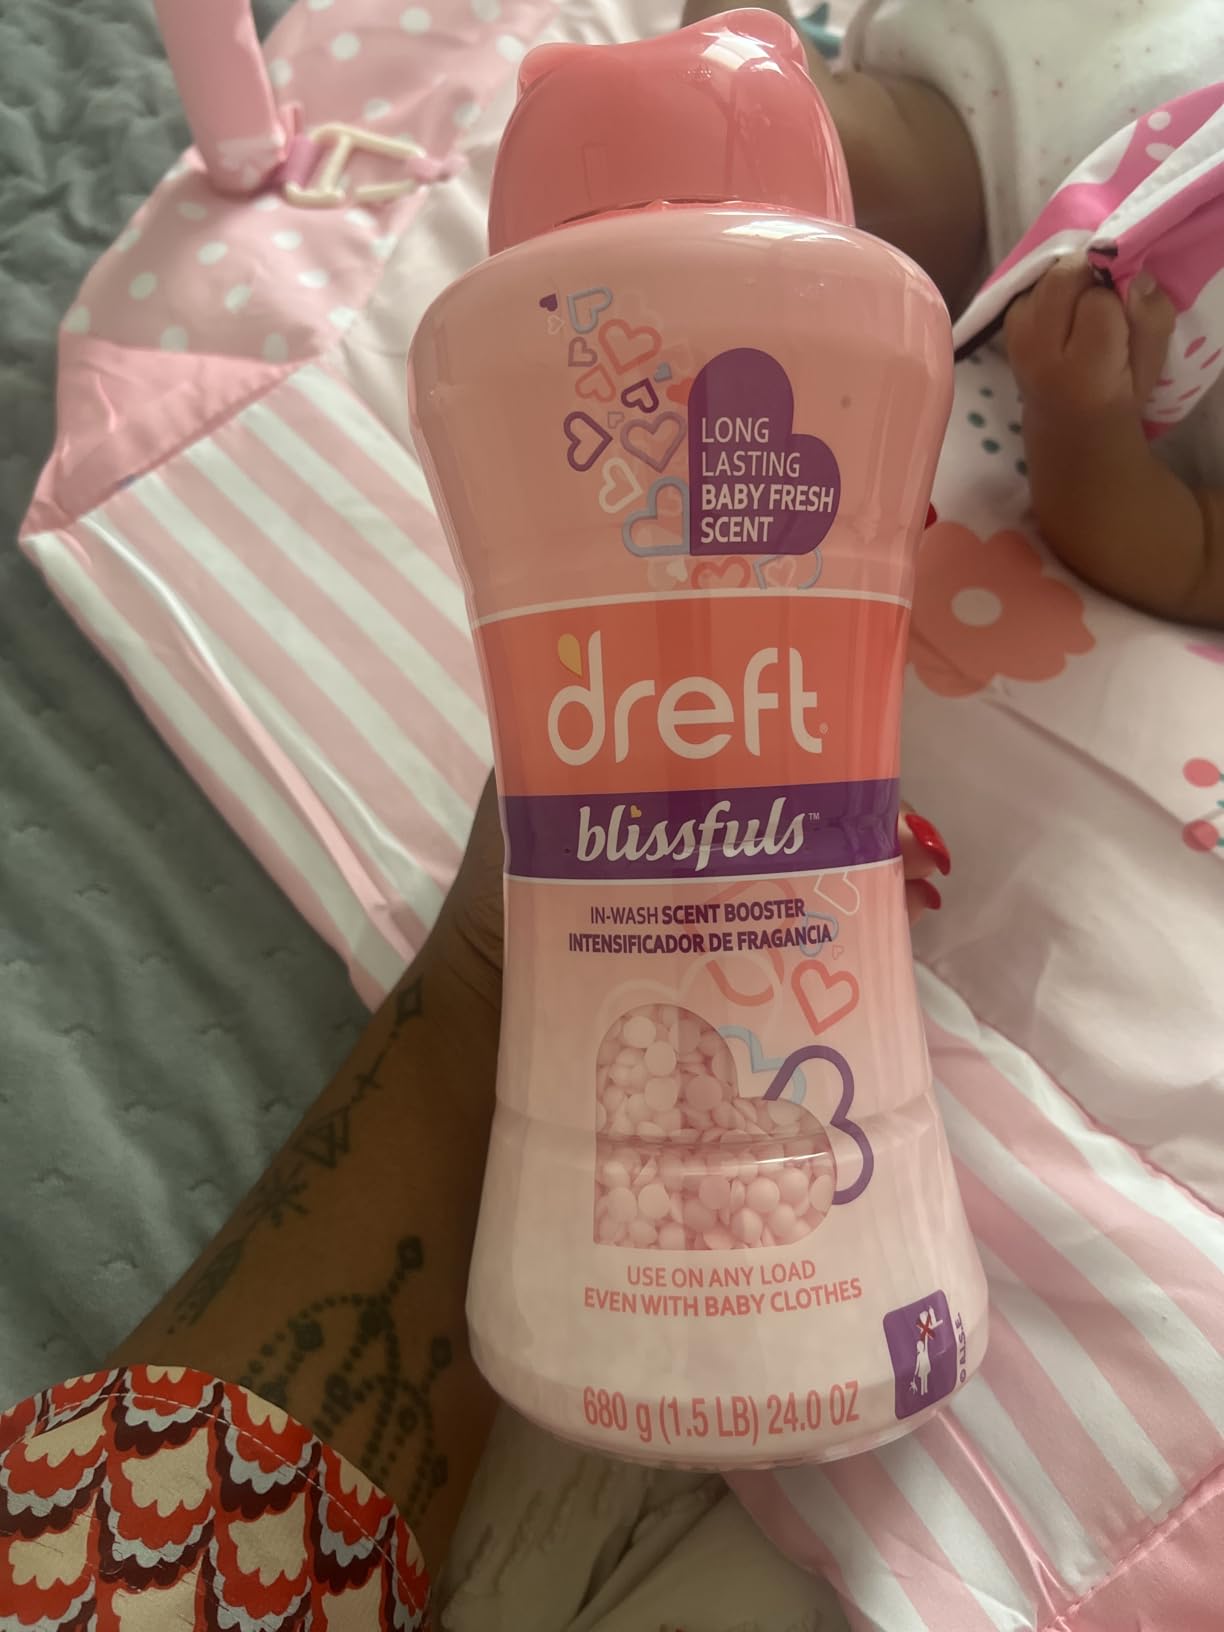 LONG
LASTING
BABY FRESH
SCENT
dreft®
blissfuls™
IN-WASH SCENT BOOSTER
INTENSIFICADOR DE FRAGANCIA
USE ON ANY LOAD
EVEN WITH BABY CLOTHES
680 g (1.5 LB) 24.0 OZ
© A.I.S.E.